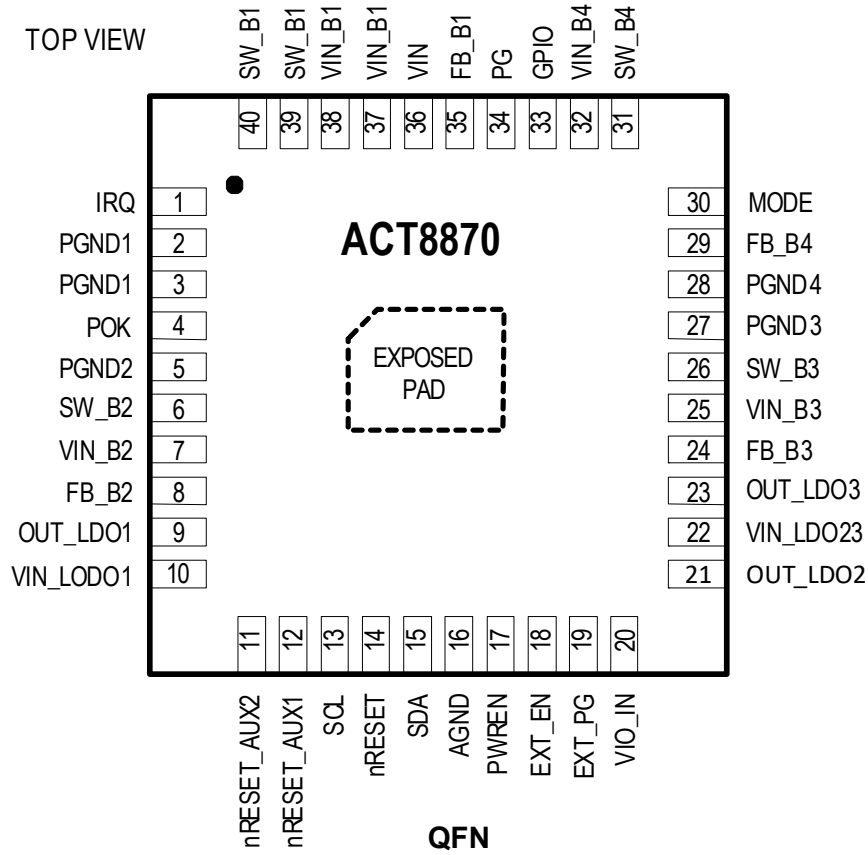 TOP VIEW
SW_B1
SW_B1
VIN_B1
VIN_B1
VIN
FB_B1
PG
GPIO
VIN_B4
SW_B4
40
39
38
37
36
35
34
33
32
31
IRQ 1
PGND1 2
PGND1 3
POK 4
PGND2 5
SW_B2 6
VIN_B2 7
FB_B2 8
OUT_LDO1 9
VIN_LODO1 10
ACT8870
EXPOSED
PAD
30 MODE
29 FB_B4
28 PGND4
27 PGND3
26 SW_B3
25 VIN_B3
24 FB_B3
23 OUT_LDO3
22 VIN_LDO23
21 OUT_LDO2
11
12
13
14
15
16
17
18
19
20
nRESET_AUX2
nRESET_AUX1
SCL
nRESET
SDA
AGND
PWREN
EXT_EN
EXT_PG
VIO_IN
QFN